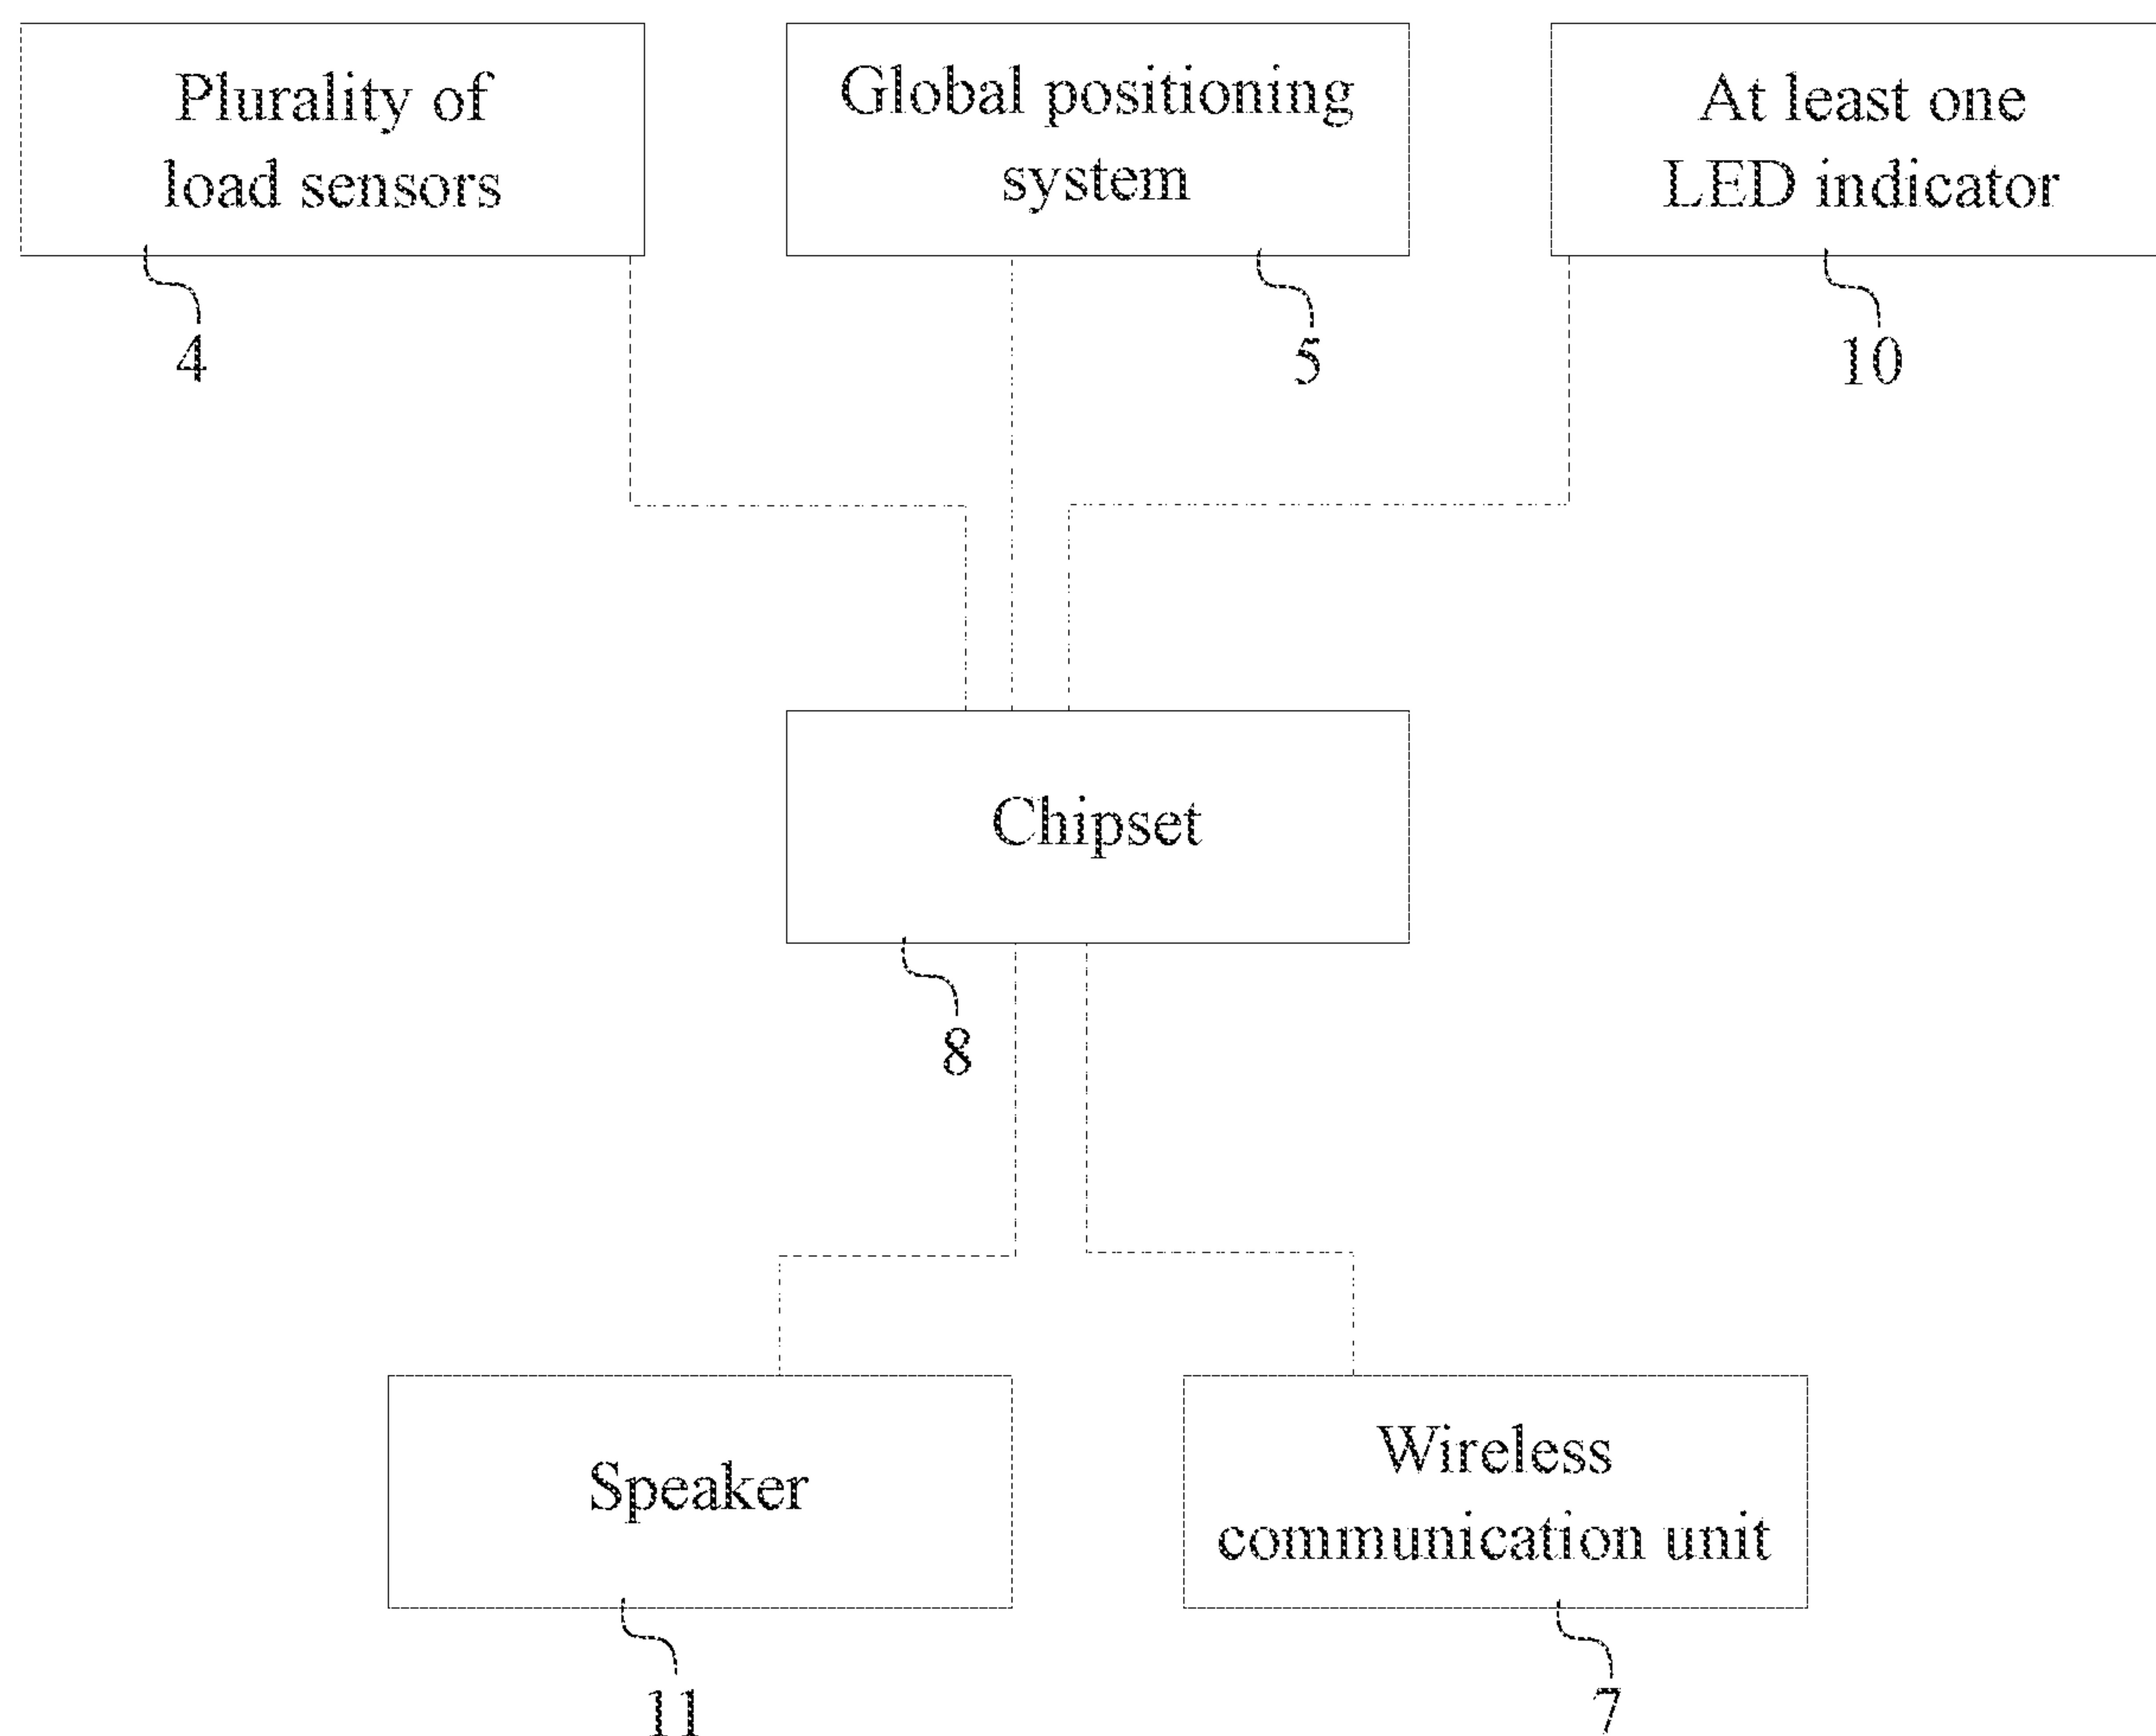 Plurality of
load sensors
4
Global positioning
system
5
At least one
LED indicator
10
Chipset
8
Speaker
11
Wireless
communication unit
7